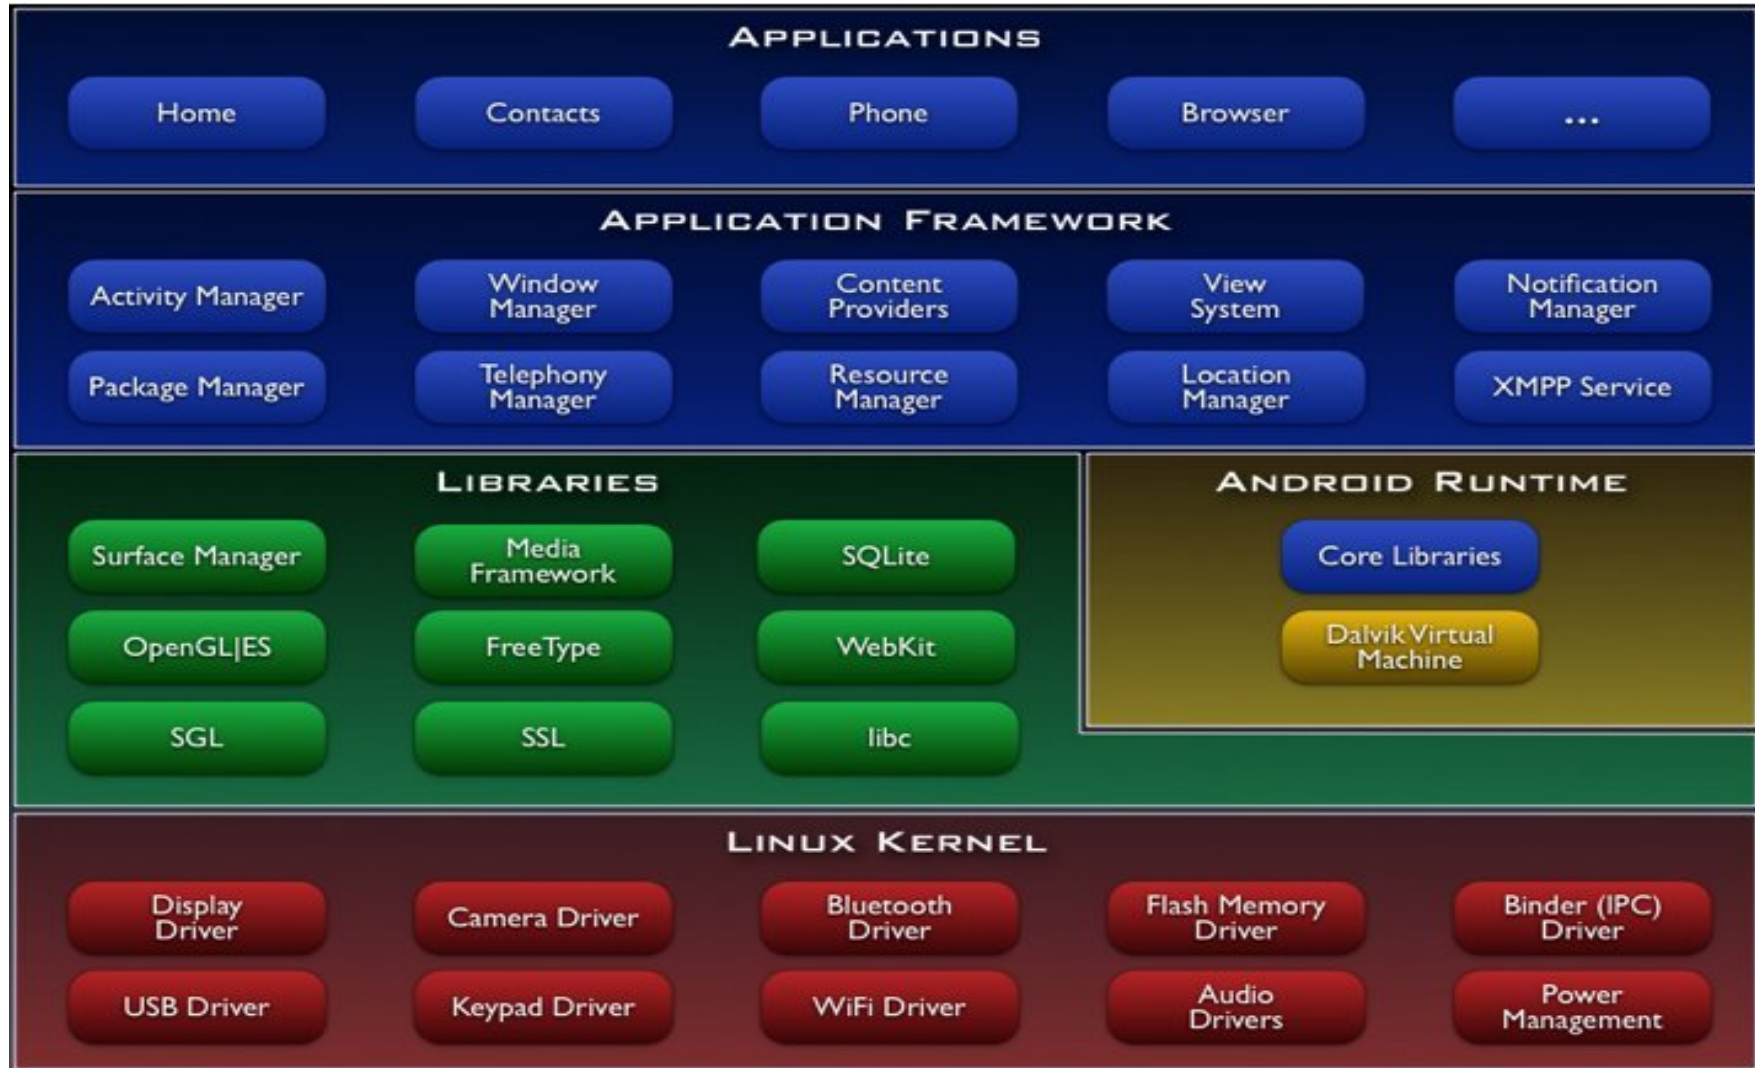 APPLICATIONS
Home
Contacts
Phone
Browser
...
APPLICATION FRAMEWORK
Activity Manager
Window
Manager
Content
Providers
View
System
Notification
Manager
Package Manager
Telephony
Manager
Resource
Manager
Location
Manager
XMPP Service
LIBRARIES
Surface Manager
Media
Framework
SQLite
OpenGL|ES
FreeType
WebKit
SGL
SSL
libc
ANDROID RUNTIME
Core Libraries
Dalvik Virtual
Machine
LINUX KERNEL
Display
Driver
Camera Driver
Bluetooth
Driver
Flash Memory
Driver
Binder (IPC)
Driver
USB Driver
Keypad Driver
WiFi Driver
Audio
Drivers
Power
Management